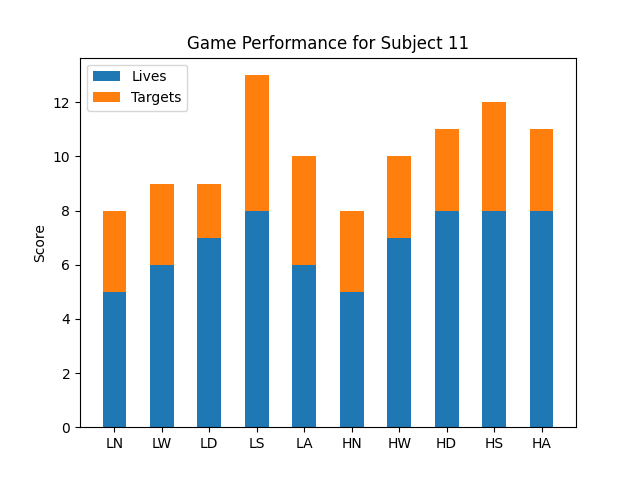 Game Performance for Subject 11
Lives
Targets
Score
12
10
8
6
4
2
0
LN LW LD LS LA HN HW HD HS HA